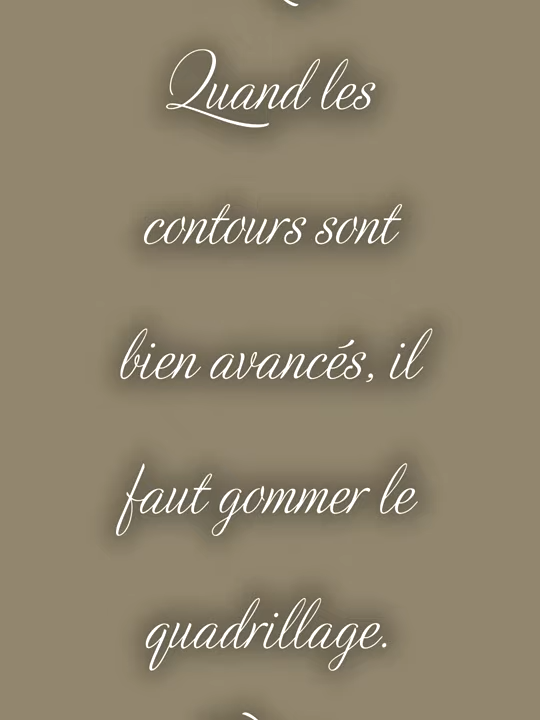 Quand les
contours sont
bien avancés, il
faut gommer le
quadrillage.